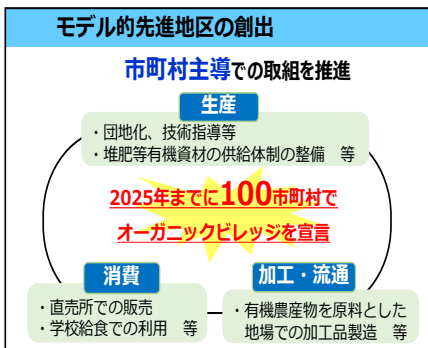 モデル的先進地区の創出
市町村主導での取組を推進
生産
・団地化、技術指導等
・堆肥等有機資材の供給体制の整備　等
2025年までに100市町村で
オーガニックビレッジを宣言
消費
・直売所での販売
・学校給食での利用　等
加工・流通
・有機農産物を原料とした
地場での加工品製造　等